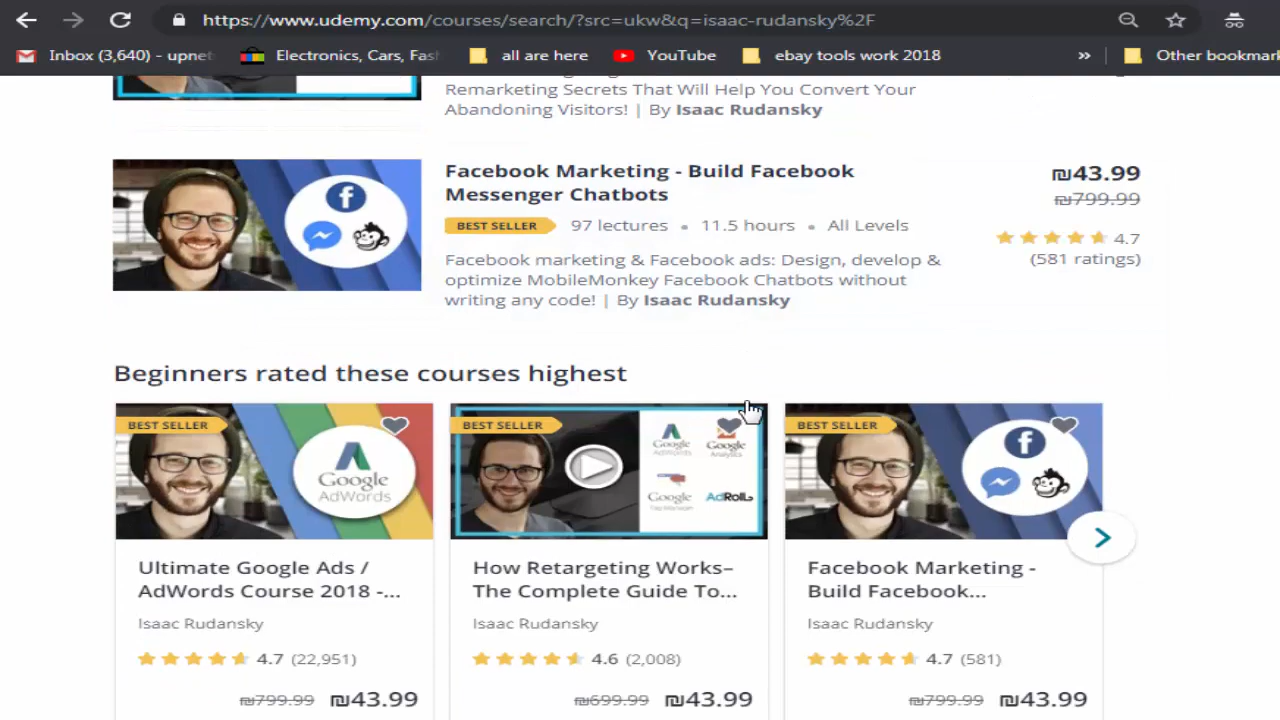 https://www.udemy.com/courses/search/?src=ukw&q=isaac-rudansky%2F
Inbox (3,640) - upnet
Electronics, Cars, Fash
all are here
YouTube
ebay tools work 2018
»
Other bookmark
Remarketing Secrets That Will Help You Convert Your
Abandoning Visitors! | By Isaac Rudansky
Facebook Marketing - Build Facebook
Messenger Chatbots
BEST SELLER 97 lectures • 11.5 hours • All Levels
Facebook marketing & Facebook ads: Design, develop &
optimize MobileMonkey Facebook Chatbots without
writing any code! | By Isaac Rudansky
₪43.99
₪799.99
4.7
(581 ratings)
Beginners rated these courses highest
BEST SELLER
Google
AdWords
Ultimate Google Ads /
AdWords Course 2018 -...
Isaac Rudansky
4.7 (22,951)
₪799.99 ₪43.99
BEST SELLER
Google
AdWords
Google
Analytics
Google
Tag Manager
AdRoll
How Retargeting Works–
The Complete Guide To...
Isaac Rudansky
4.6 (2,008)
₪699.99 ₪43.99
BEST SELLER
Facebook Marketing -
Build Facebook...
Isaac Rudansky
4.7 (581)
₪799.99 ₪43.99